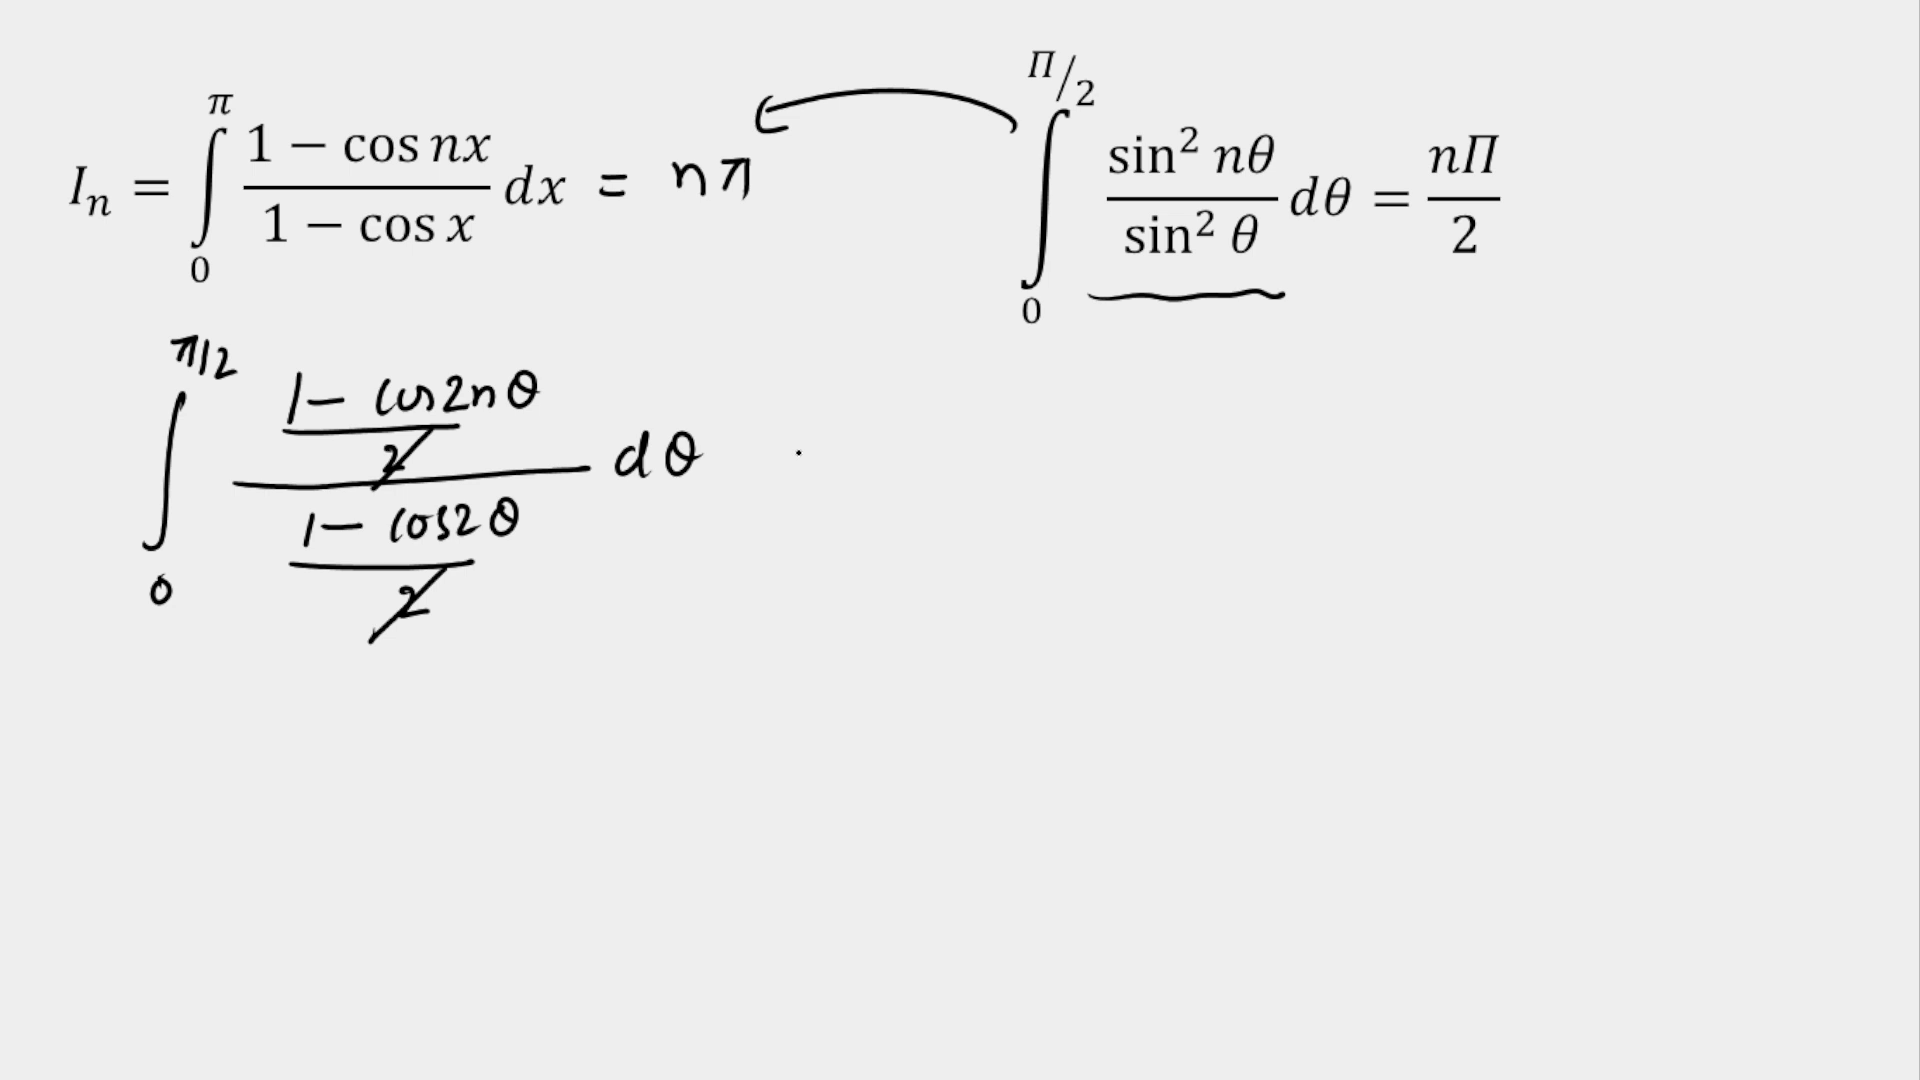 I_n = ∫_0^π (1 − cos nx)/(1 − cos x) dx = nπ
∫_0^{Π/2} (sin² nθ)/(sin² θ) dθ = nΠ/2
∫_0^{π/2} ((1 − cos2nθ)/2)/((1 − cos2θ)/2) dθ